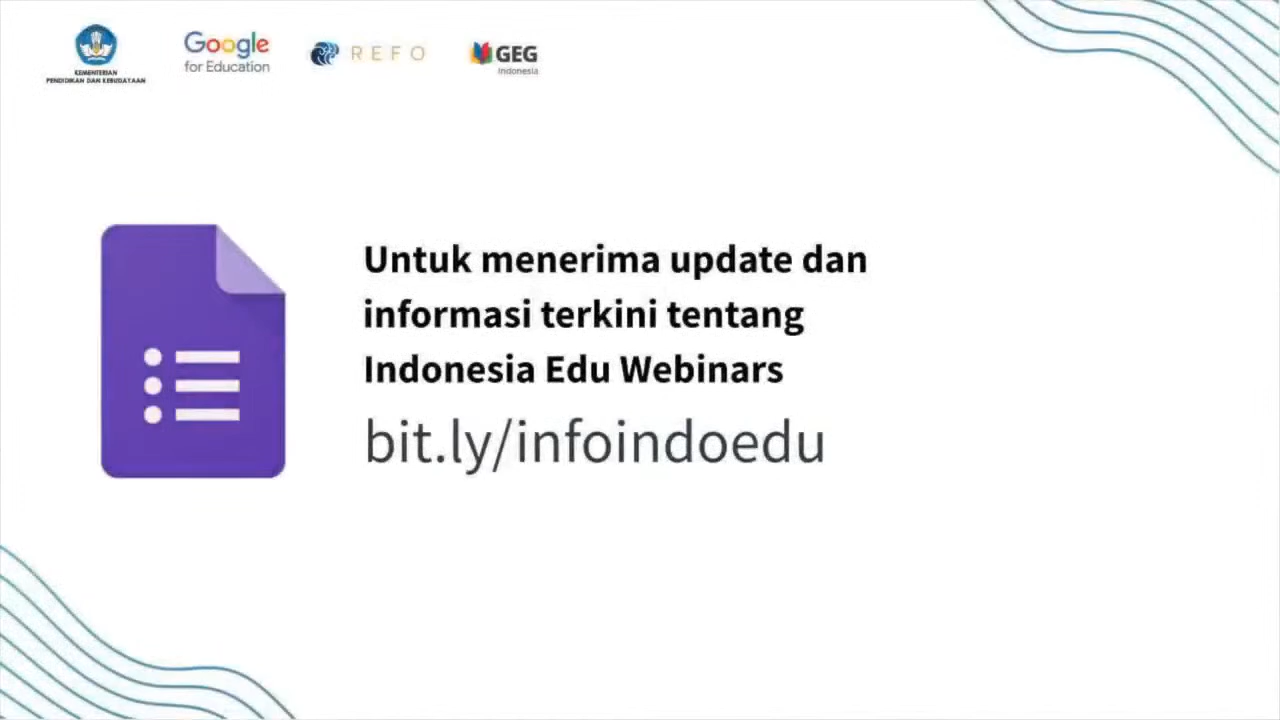 KEMENTERIAN
PENDIDIKAN DAN KEBUDAYAAN
Google
for Education
REFO
GEG
Indonesia
Untuk menerima update dan
informasi terkini tentang
Indonesia Edu Webinars
bit.ly/infoindoedu